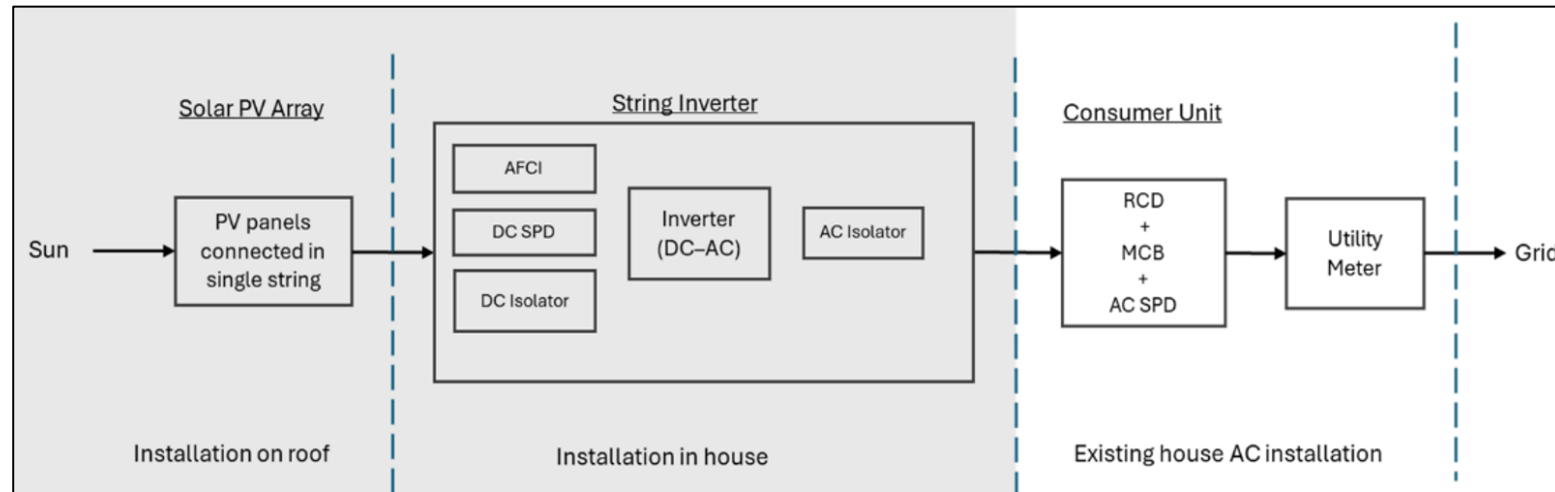 Solar PV Array
String Inverter
Consumer Unit
Sun
PV panels
connected in
single string
AFCI
DC SPD
DC Isolator
Inverter
(DC–AC)
AC Isolator
RCD
+
MCB
+
AC SPD
Utility
Meter
Grid
Installation on roof
Installation in house
Existing house AC installation